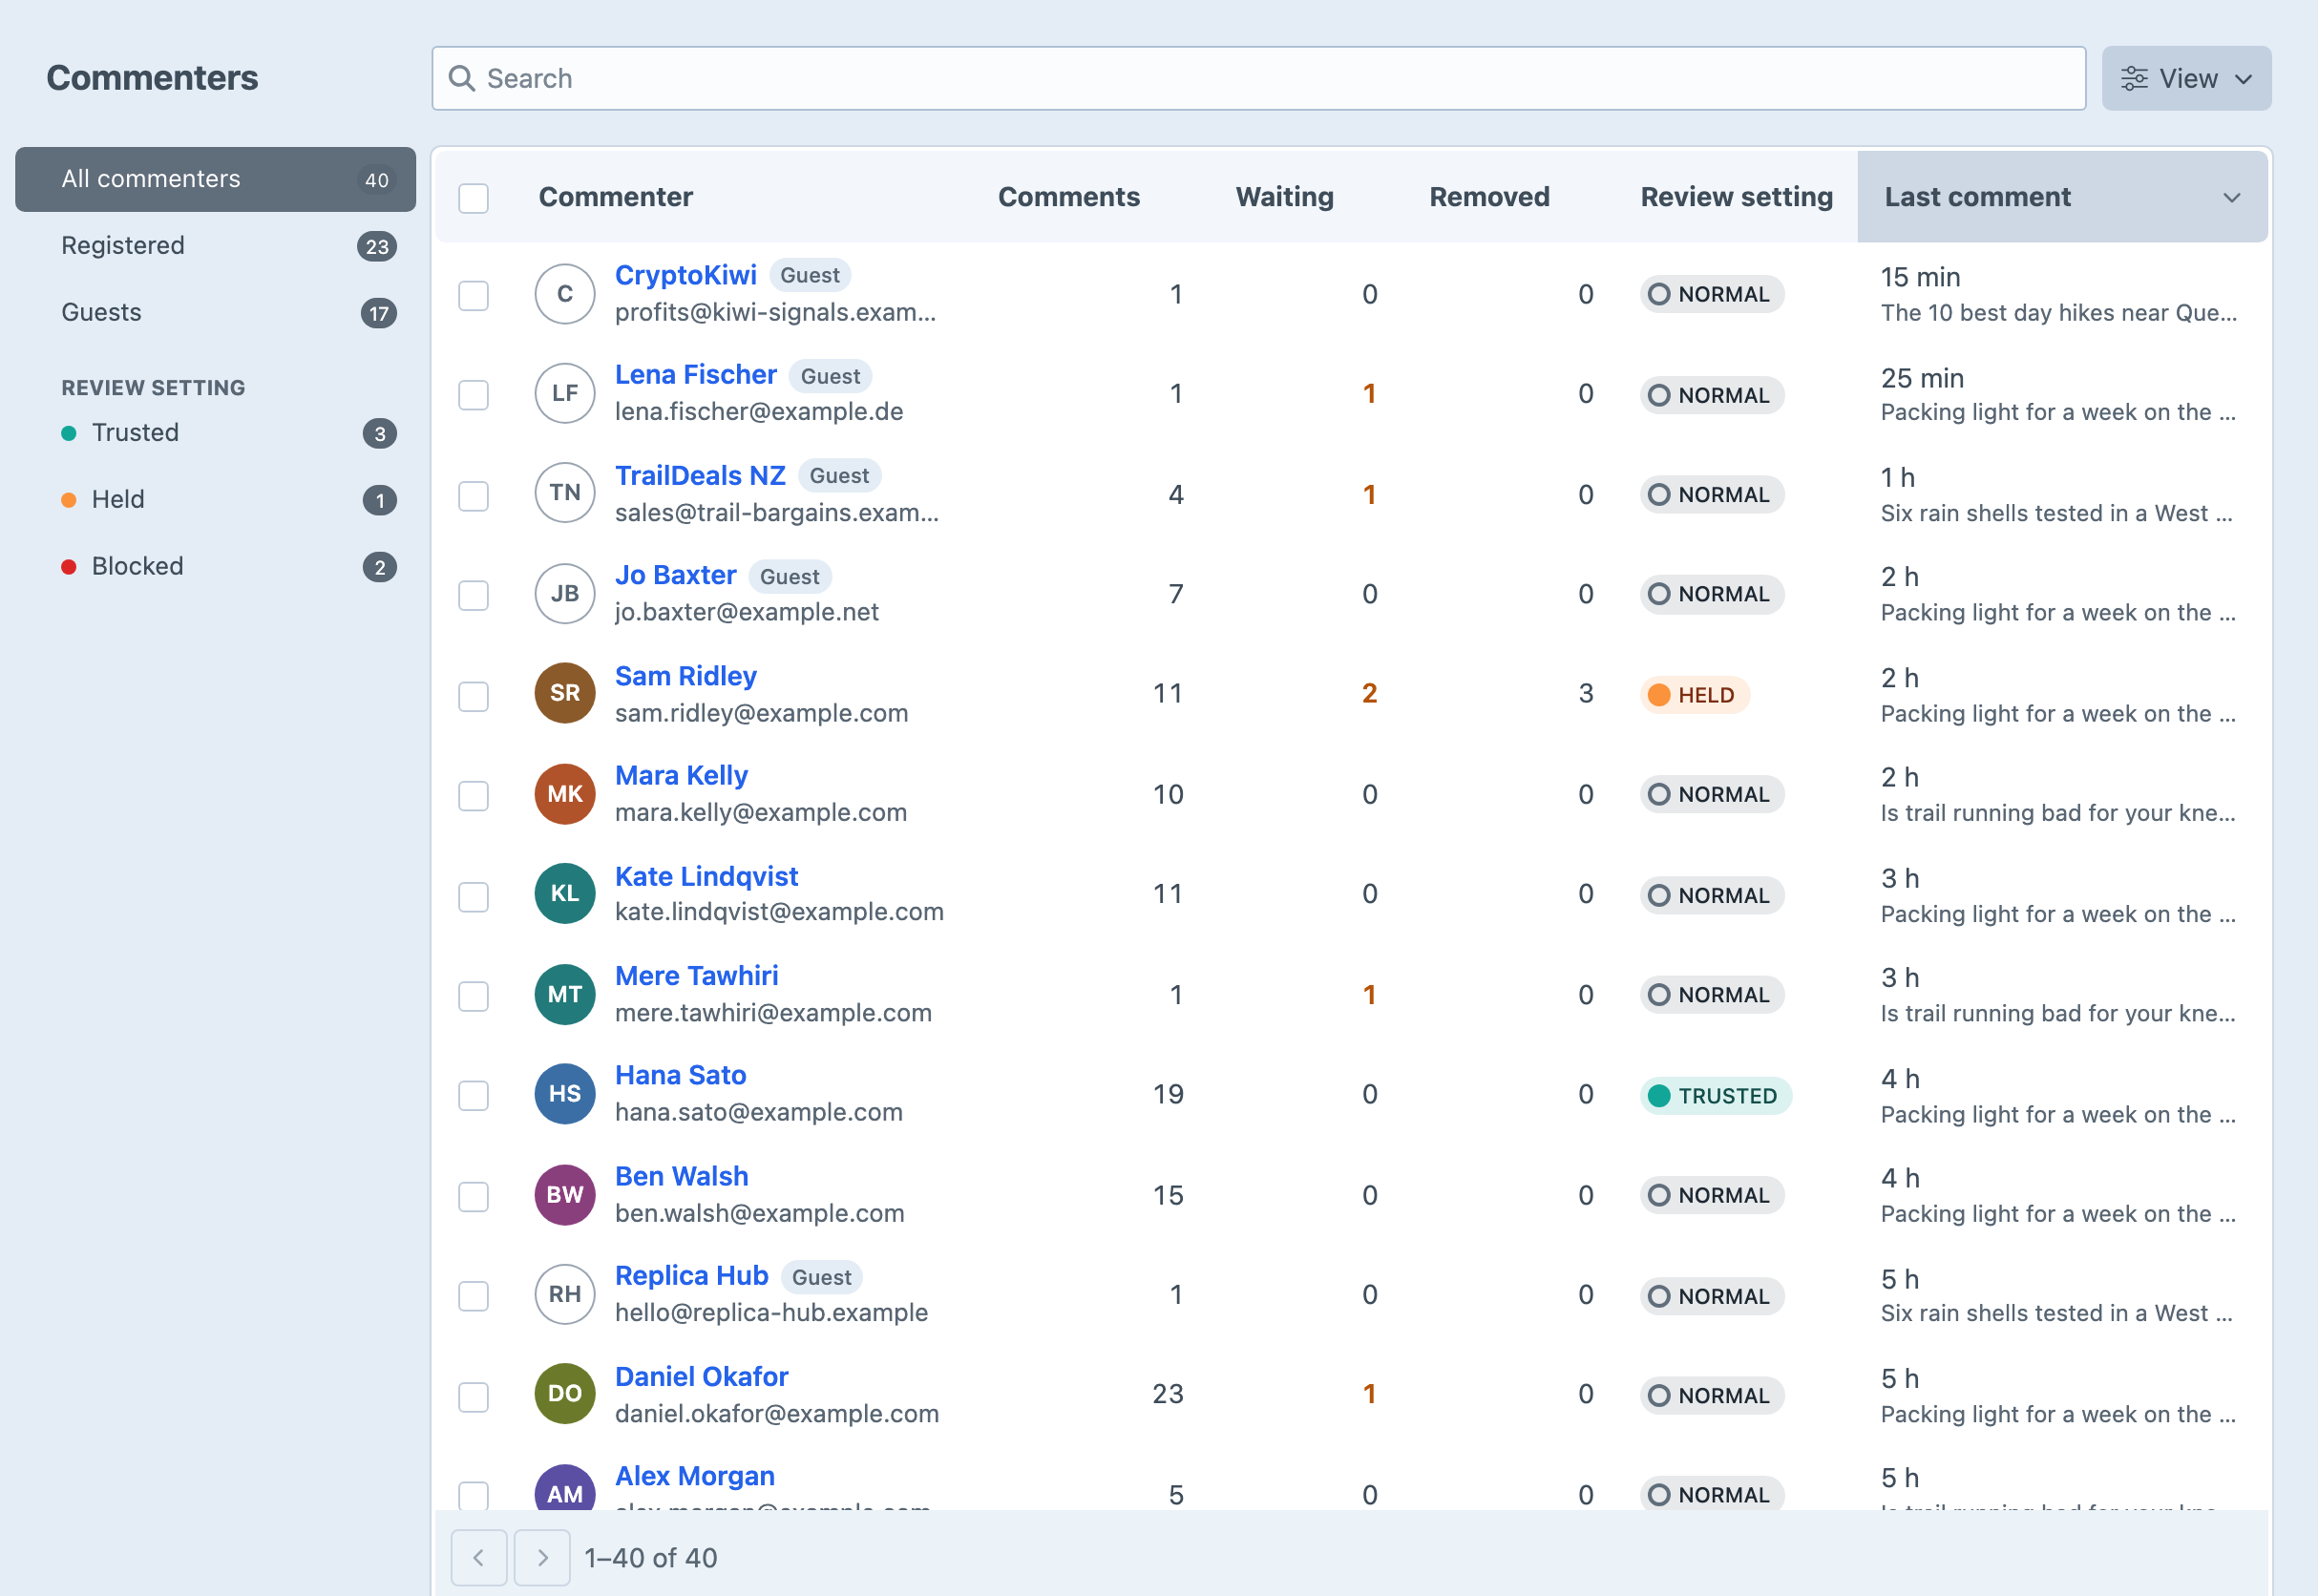 Commenters
Search
View
All commenters 40
Registered 23
Guests 17
REVIEW SETTING
Trusted 3
Held 1
Blocked 2
Commenter Comments Waiting Removed Review setting Last comment
C CryptoKiwi Guest 1 0 0 NORMAL 15 min
profits@kiwi-signals.exam... The 10 best day hikes near Que...
LF Lena Fischer Guest 1 1 0 NORMAL 25 min
lena.fischer@example.de Packing light for a week on the ...
TN TrailDeals NZ Guest 4 1 0 NORMAL 1 h
sales@trail-bargains.exam... Six rain shells tested in a West ...
JB Jo Baxter Guest 7 0 0 NORMAL 2 h
jo.baxter@example.net Packing light for a week on the ...
SR Sam Ridley 11 2 3 HELD 2 h
sam.ridley@example.com Packing light for a week on the ...
MK Mara Kelly 10 0 0 NORMAL 2 h
mara.kelly@example.com Is trail running bad for your kne...
KL Kate Lindqvist 11 0 0 NORMAL 3 h
kate.lindqvist@example.com Packing light for a week on the ...
MT Mere Tawhiri 1 1 0 NORMAL 3 h
mere.tawhiri@example.com Is trail running bad for your kne...
HS Hana Sato 19 0 0 TRUSTED 4 h
hana.sato@example.com Packing light for a week on the ...
BW Ben Walsh 15 0 0 NORMAL 4 h
ben.walsh@example.com Packing light for a week on the ...
RH Replica Hub Guest 1 0 0 NORMAL 5 h
hello@replica-hub.example Six rain shells tested in a West ...
DO Daniel Okafor 23 1 0 NORMAL 5 h
daniel.okafor@example.com Packing light for a week on the ...
AM Alex Morgan 5 0 0 NORMAL 5 h
1–40 of 40